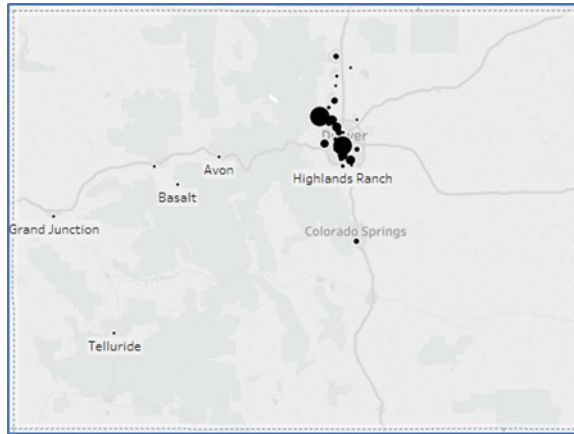 Avon
Basalt
Highlands Ranch
Grand Junction
Colorado Springs
Telluride